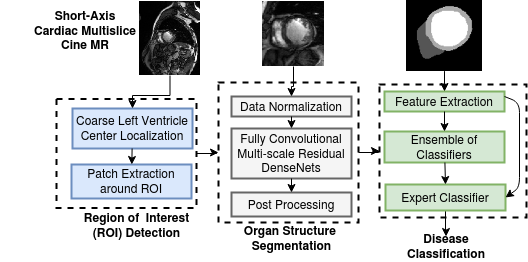 Short-Axis
Cardiac Multislice
Cine MR
Coarse Left Ventricle
Center Localization
Patch Extraction
around ROI
Region of Interest
(ROI) Detection
Data Normalization
Fully Convolutional
Multi-scale Residual
DenseNets
Post Processing
Organ Structure
Segmentation
Feature Extraction
Ensemble of
Classifiers
Expert Classifier
Disease
Classification